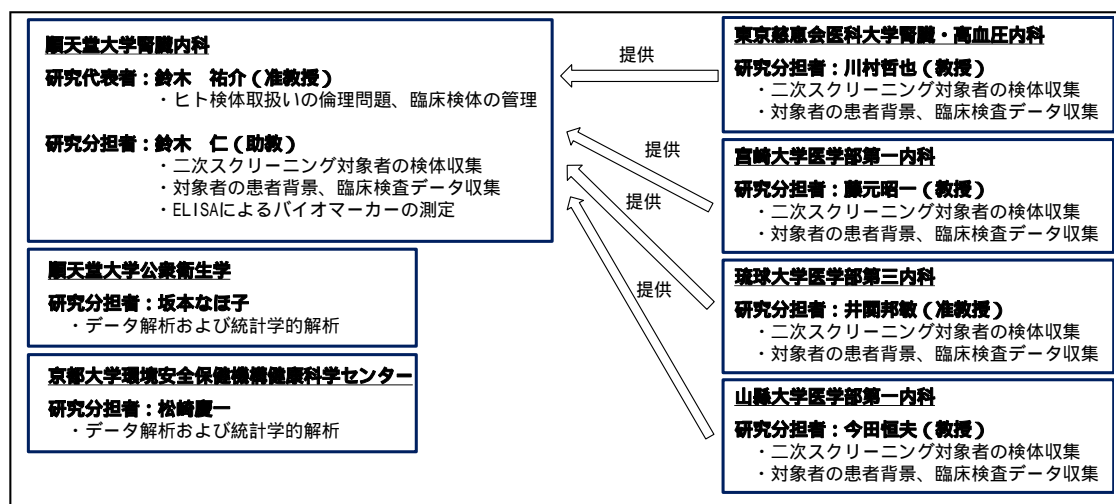 順天堂大学腎臓内科
研究代表者：鈴木　祐介（准教授）
・ヒト検体取扱いの倫理問題、臨床検体の管理
研究分担者：鈴木　仁（助教）
・二次スクリーニング対象者の検体収集
・対象者の患者背景、臨床検査データ収集
・ELISAによるバイオマーカーの測定
順天堂大学公衆衛生学
研究分担者：坂本なほ子
・データ解析および統計学的解析
京都大学環境安全保健機構健康科学センター
研究分担者：松崎慶一
・データ解析および統計学的解析
提供
提供
提供
提供
東京慈恵会医科大学腎臓・高血圧内科
研究分担者：川村哲也（教授）
・二次スクリーニング対象者の検体収集
・対象者の患者背景、臨床検査データ収集
宮崎大学医学部第一内科
研究分担者：藤元昭一（教授）
・二次スクリーニング対象者の検体収集
・対象者の患者背景、臨床検査データ収集
琉球大学医学部第三内科
研究分担者：井関邦敏（准教授）
・二次スクリーニング対象者の検体収集
・対象者の患者背景、臨床検査データ収集
山縣大学医学部第一内科
研究分担者：今田恒夫（教授）
・二次スクリーニング対象者の検体収集
・対象者の患者背景、臨床検査データ収集